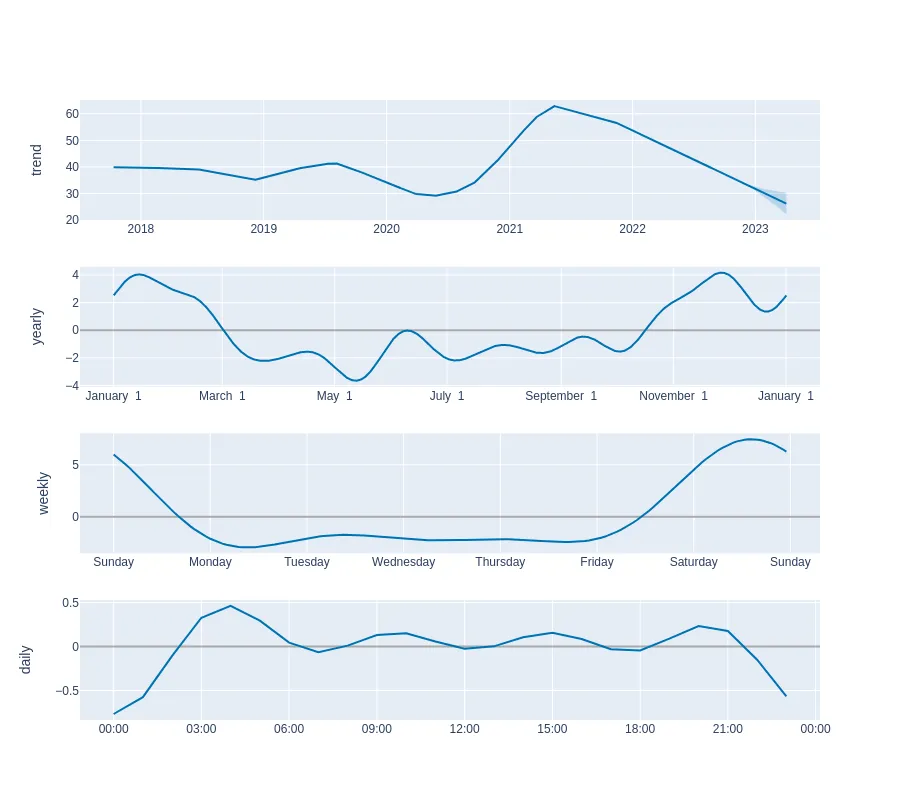 trend
60
50
40
30
20
2018 2019 2020 2021 2022 2023
yearly
4
2
0
−2
−4
January 1 March 1 May 1 July 1 September 1 November 1 January 1
weekly
5
0
Sunday Monday Tuesday Wednesday Thursday Friday Saturday Sunday
daily
0.5
0
−0.5
00:00 03:00 06:00 09:00 12:00 15:00 18:00 21:00 00:00